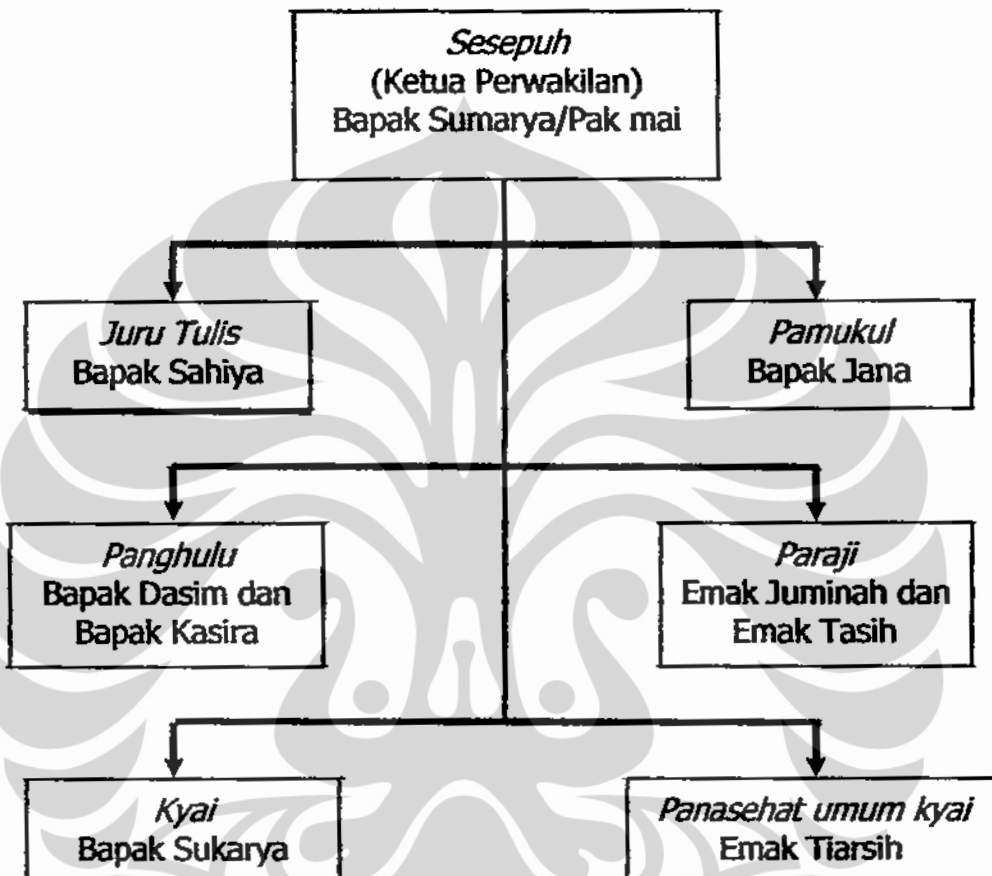 Sesepuh
(Ketua Perwakilan)
Bapak Sumarya/Pak mai
Juru Tulis
Bapak Sahiya
Pamukul
Bapak Jana
Panghulu
Bapak Dasim dan
Bapak Kasira
Paraji
Emak Juminah dan
Emak Tasih
Kyai
Bapak Sukarya
Panasehat umum kyai
Emak Tiarsih